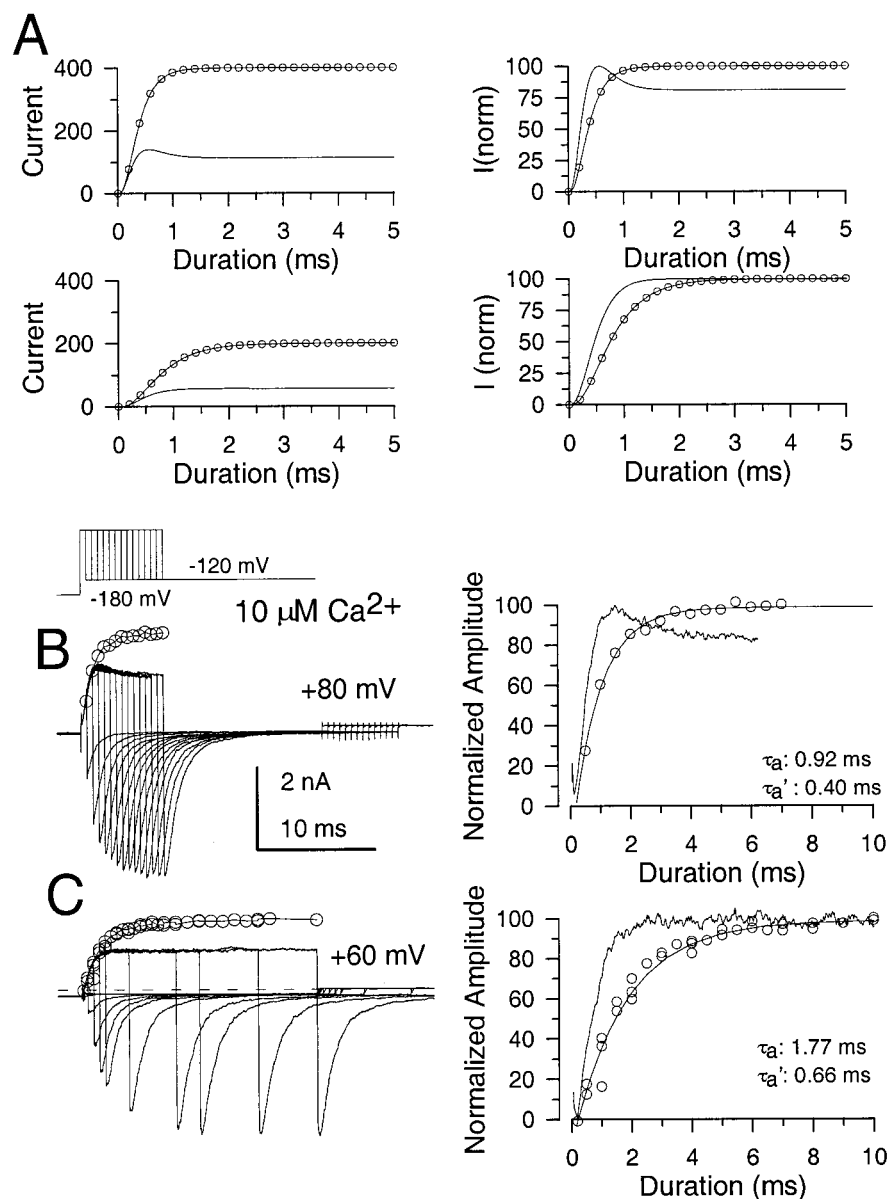 A
Current
400
200
0
0 1 2 3 4 5
Duration (ms)
I(norm)
100
75
50
25
0
0 1 2 3 4 5
Duration (ms)
Current
400
200
0
0 1 2 3 4 5
Duration (ms)
I (norm)
100
75
50
25
0
0 1 2 3 4 5
Duration (ms)
-120 mV
-180 mV
10 µM Ca2+
B
+80 mV
2 nA
10 ms
Normalized Amplitude
100
80
60
40
20
0
τa: 0.92 ms
τa' : 0.40 ms
0 2 4 6 8 10
Duration (ms)
C
+60 mV
Normalized Amplitude
100
80
60
40
20
0
τa: 1.77 ms
τa': 0.66 ms
0 2 4 6 8 10
Duration (ms)